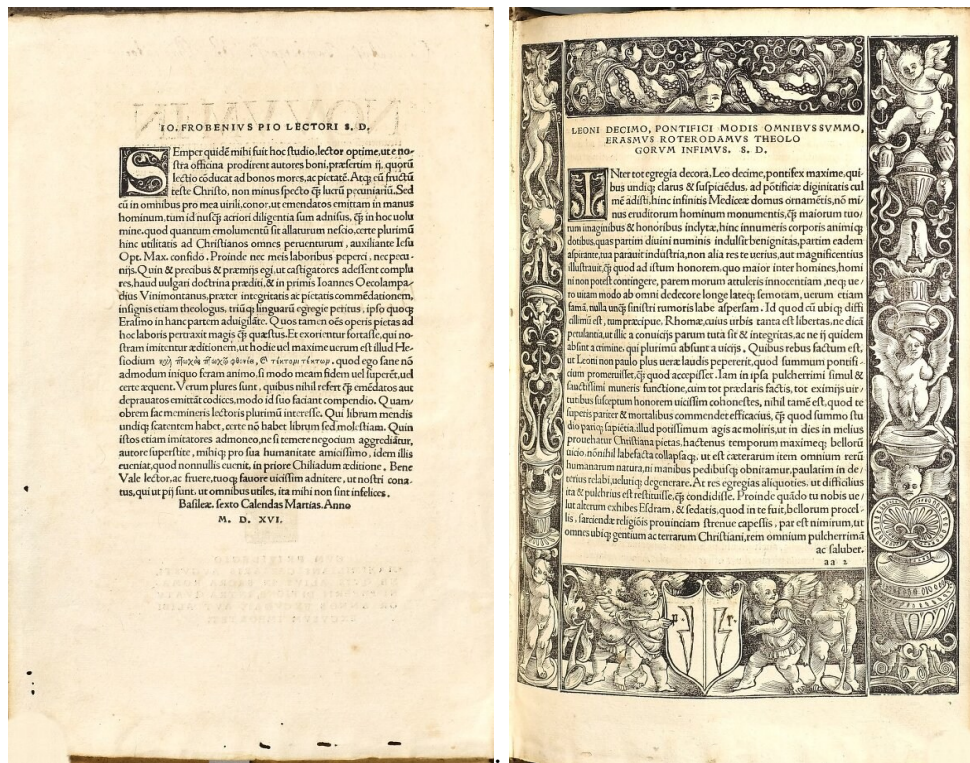 IO. FROBENIVS PIO LECTORI S. D.
SEmper quidē mihi fuit hoc studio, lector optime, ut e no-
stra officina prodirent autores boni, præsertim ij, quorū
lectio cōducat ad bonos mores, ac pietatē. Atq; eū fructū
teste Christo, non minus specto q̄ lucrū pecuniariū. Sed
cū in omnibus pro mea uirili, conor, ut emendatos emittam in manus
hominum, tum id nusq̄ acriori diligentia sum adnisus, q̄ in hoc uolu
mine. quod quantum emolumenti sit allaturum nescio, certe plurimū
hinc utilitatis ad Christianos omnes peruenturum, auxiliante Iesu
Opt. Max. confido. Proinde nec meis laboribus peperci, nec pecu-
nijs. Quin & precibus & præmijs egi, ut castigatores adessent complu
res, haud uulgari doctrina præditi, & in primis Ioannes Oecolampa-
dius Vinimontanus, præter integritatis ac pietatis commēdationem,
insignis etiam theologus, triūq; linguarū egregie peritus, ipso quoq;
Erasmo in hanc partem aduigilāte. Quos tamen oēs operis pietas ad
hoc laboris pertraxit magis q̄ quæstus. Et exoriuntur fortasse, qui no-
stram imitentur æditionem, ut hodie uel maxime uerum est illud He-
siodium καὶ πτωχὸς πτωχῷ φθονέει, & τέκτονι τέκτων. quod ego sane nō
admodum iniquo feram animo, si modo meam fidem uel superēt, uel
certe æquent. Verum plures sunt, quibus nihil refert q̄ emēdatos aut
deprauatos emittāt codices, modo id suo faciant compendio. Quam/
obrem fac memineris lectoris plurimū interesse. Qui librum mendis
undiq; scatentem habet, certe nō habet librum sed molestiam. Quin
istos etiam imitatores admoneo, ne si temere negocium aggrediātur,
autore superstite, mihiq; pro sua humanitate amicissimo, idem illis
eueniat, quod nonnullis euenit, in priore Chiliadum æditione. Bene
Vale lector, ac fruere, tuoq; fauore uicissim adnitere, ut nostri cona-
tus, qui ut pij sunt, ut omnibus utiles, ita mihi non sint infelices.
Basileæ. sexto Calendas Martias. Anno
M. D. XVI.
LEONI DECIMO, PONTIFICI MODIS OMNIBVS SVMMO,
ERASMVS ROTERODAMVS THEOLO
GORVM INFIMVS. S. D.
INter tot egregia decora, Leo decime, pontifex maxime, qui-
bus undiq; clarus & suspiciēdus, ad pōtificiæ dignitatis cul
mē adisti, hinc infinitis Medicææ domus ornamētis, nō mi
nus eruditorum hominum monumentis, q̄ maiorum tuo/
rum imaginibus & honoribus inclytæ, hinc innumeris corporis animiq;
dotibus, quas partim diuini numinis indulsit benignitas, partim eadem
aspirante, tua parauit industria, non alia res te uerius, aut magnificentius
illustrauit, q̄ quod ad istum honorem, quo maior inter homines, homi
ni non potest contingere, parem morum attuleris innocentiam, neq; ue/
ro uitam modo ab omni dedecore longe lateq; semotam, uerum etiam
famā, nulla unq̄ sinistri rumoris labe aspersam. Id quod cū ubiq; diffi
cillimū est, tum præcipue. Rhomæ, cuius urbis tanta est libertas, ne dicā
petulantia, ut illic a conuicijs parum tuta sit & integritas, ac ne ij quidem
absint a crimine. qui plurimū absunt a uicijs. Quibus rebus factum est,
ut Leoni non paulo plus ueræ laudis pepererit, quod summum pontifi-
cium promeruisset, q̄ quod accepisset. Iam in ipsa pulcherrimi simul &
sanctissimi muneris functione, cum tot præclaris factis, tot eximijs uir/
tutibus susceptum honorem uicissim cohonestes, nihil tamē est, quod te
superis pariter & mortalibus commendet efficacius, q̄ quod summo stu
dio pariq; sapiētia, illud potissimum agis ac moliris, ut in dies in melius
prouehatur Christiana pietas, hactenus temporum maximeq; bellorū
uicio, nōnihil labefacta collapsaq;. ut est cæterarum item omnium rerū
humanarum natura, ni manibus pedibusq; obnitamur, paulatim in de/
terius relabi, ueluttiq; degenerare. At res egregias aliquoties, ut difficilius
ita & pulchrius est restituisse, q̄ condidisse. Proinde quādo tu nobis ue/
lut alterum exhibes Esdram, & sedatis, quod in te fuit, bellorum procel-
lis, sarciendæ religiōis prouinciam strenue capessis, par est nimirum, ut
omnes ubiq; gentium ac terrarum Christiani, rem omnium pulcherrimā
ac saluber.
aa 2